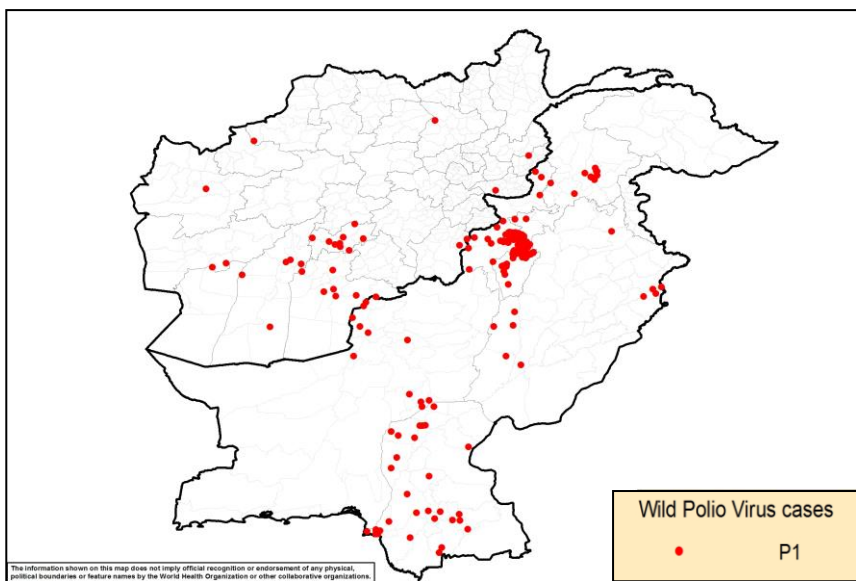 Wild Polio Virus cases
P1
The information shown on this map does not imply official recognition or endorsement of any physical,
political boundaries or feature names by the World Health Organization or other collaborative organizations.